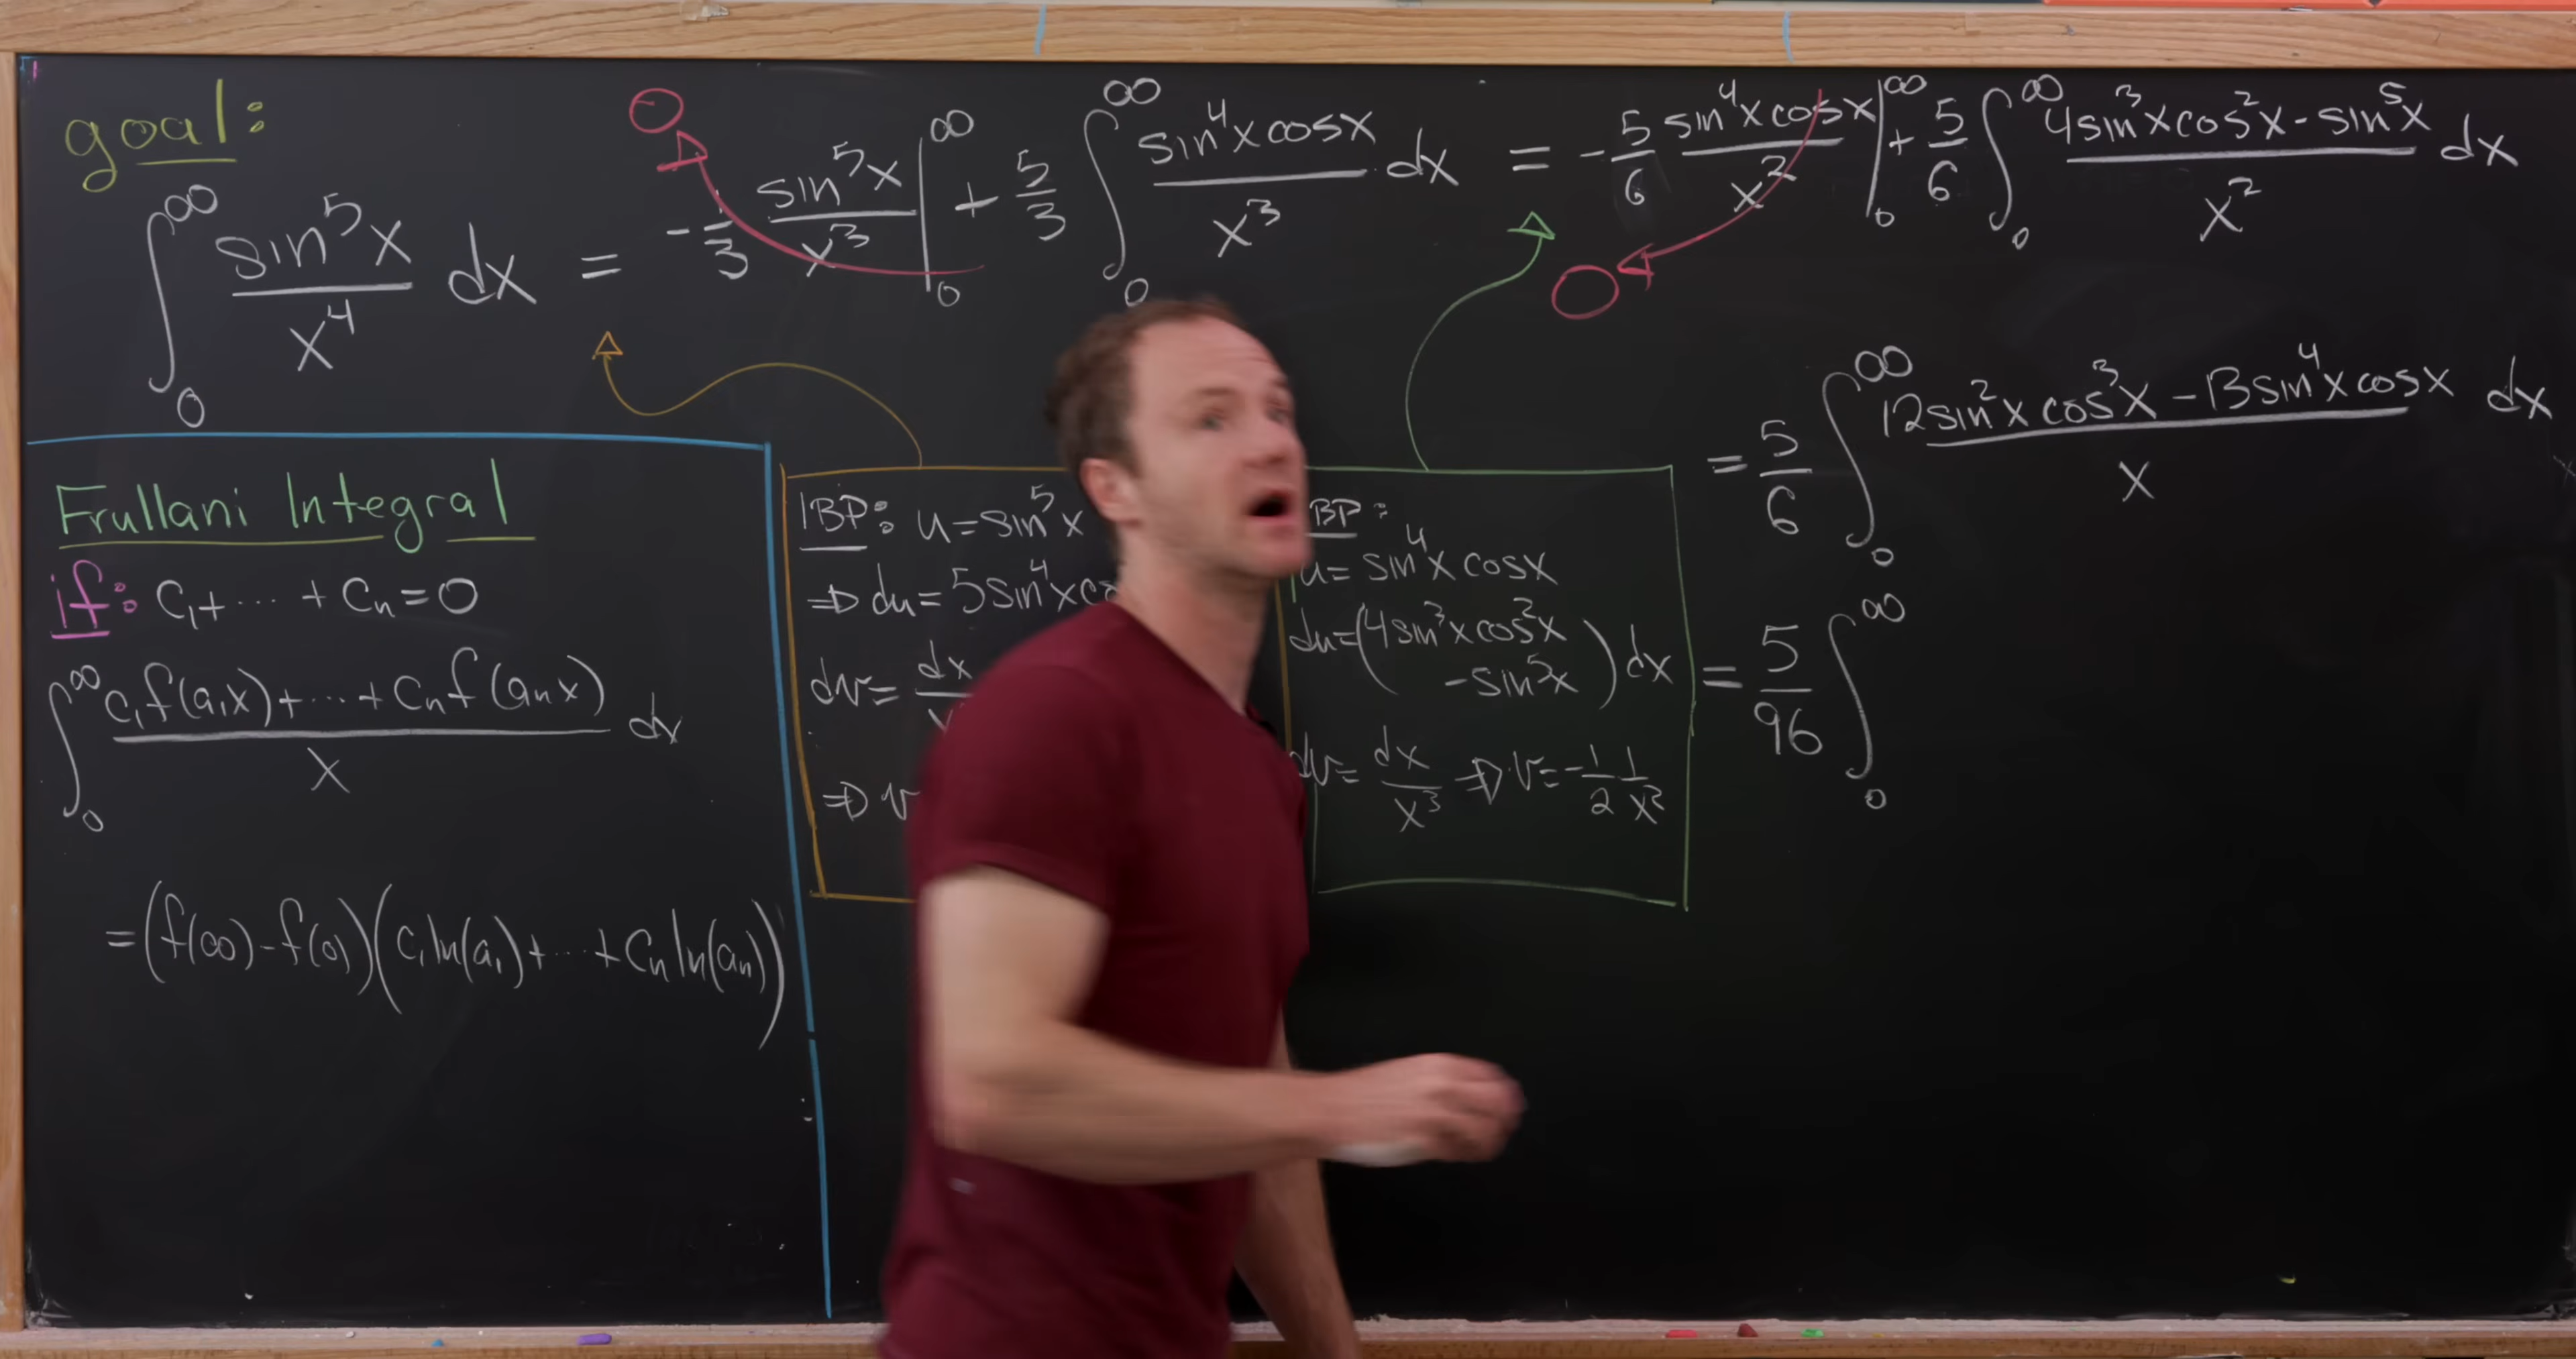 goal:
∫₀^∞ sin⁵x/x⁴ dx = -1/3 sin⁵x/x³ |₀^∞ + 5/3 ∫₀^∞ sin⁴x cosx/x³ dx = -5/6 sin⁴x cosx/x² |₀^∞ + 5/6 ∫₀^∞ 4sin³x cos²x - sin⁵x/x² dx
= 5/6 ∫₀^∞ 12sin²x cos³x - 13sin⁴x cosx/x dx
= 5/96 ∫₀^∞
Frullani Integral
if: c₁+⋯+cₙ=0
∫₀^∞ c₁f(a₁x)+⋯+cₙf(aₙx)/x dx
=(f(∞)-f(0))(c₁ln(a₁)+⋯+cₙln(aₙ))
IBP: u=sin⁵x
⇒ du=5sin⁴x
dv= dx
⇒ v
BP:
u= sin⁴x cosx
du=(4sin³x cos²x
-sin⁵x)dx
dv= dx/x³ ⇒ v=-1/2 1/x²